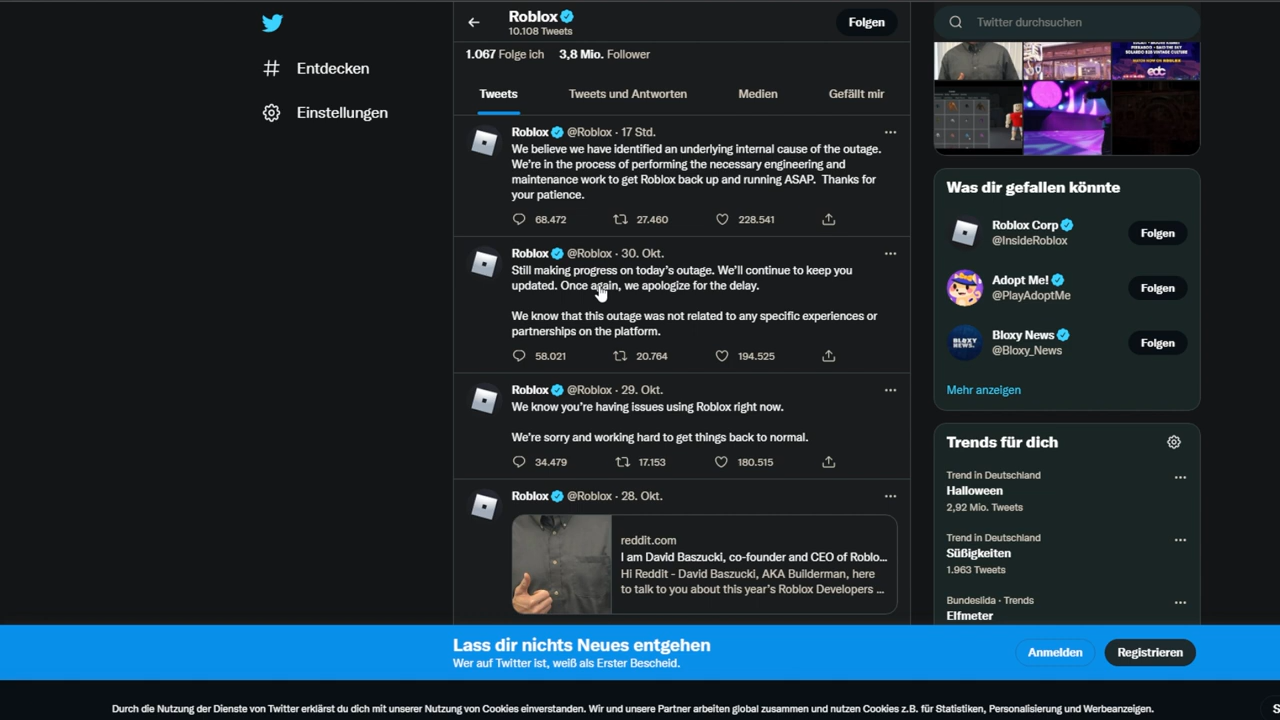 Roblox
10.108 Tweets
Folgen
Twitter durchsuchen
1.067 Folge ich 3,8 Mio. Follower
Entdecken
Einstellungen
Tweets
Tweets und Antworten
Medien
Gefällt mir
Roblox @Roblox · 17 Std.
We believe we have identified an underlying internal cause of the outage.
We're in the process of performing the necessary engineering and
maintenance work to get Roblox back up and running ASAP. Thanks for
your patience.
68.472 27.460 228.541
Roblox @Roblox · 30. Okt.
Still making progress on today's outage. We'll continue to keep you
updated. Once again, we apologize for the delay.
We know that this outage was not related to any specific experiences or
partnerships on the platform.
58.021 20.764 194.525
Roblox @Roblox · 29. Okt.
We know you're having issues using Roblox right now.
We're sorry and working hard to get things back to normal.
34.479 17.153 180.515
Roblox @Roblox · 28. Okt.
reddit.com
I am David Baszucki, co-founder and CEO of Roblo...
Hi Reddit - David Baszucki, AKA Builderman, here
to talk to you about this year's Roblox Developers ...
edc
Was dir gefallen könnte
Roblox Corp
@InsideRoblox
Folgen
Adopt Me!
@PlayAdoptMe
Folgen
BLOXY
NEWS.
Bloxy News
@Bloxy_News
Folgen
Mehr anzeigen
Trends für dich
Trend in Deutschland
Halloween
2,92 Mio. Tweets
Trend in Deutschland
Süßigkeiten
1.963 Tweets
Bundesliga · Trends
Elfmeter
Lass dir nichts Neues entgehen
Wer auf Twitter ist, weiß als Erster Bescheid.
Anmelden
Registrieren
Durch die Nutzung der Dienste von Twitter erklärst du dich mit unserer Nutzung von Cookies einverstanden. Wir und unsere Partner arbeiten global zusammen und nutzen Cookies z.B. für Statistiken, Personalisierung und Werbeanzeigen.
S